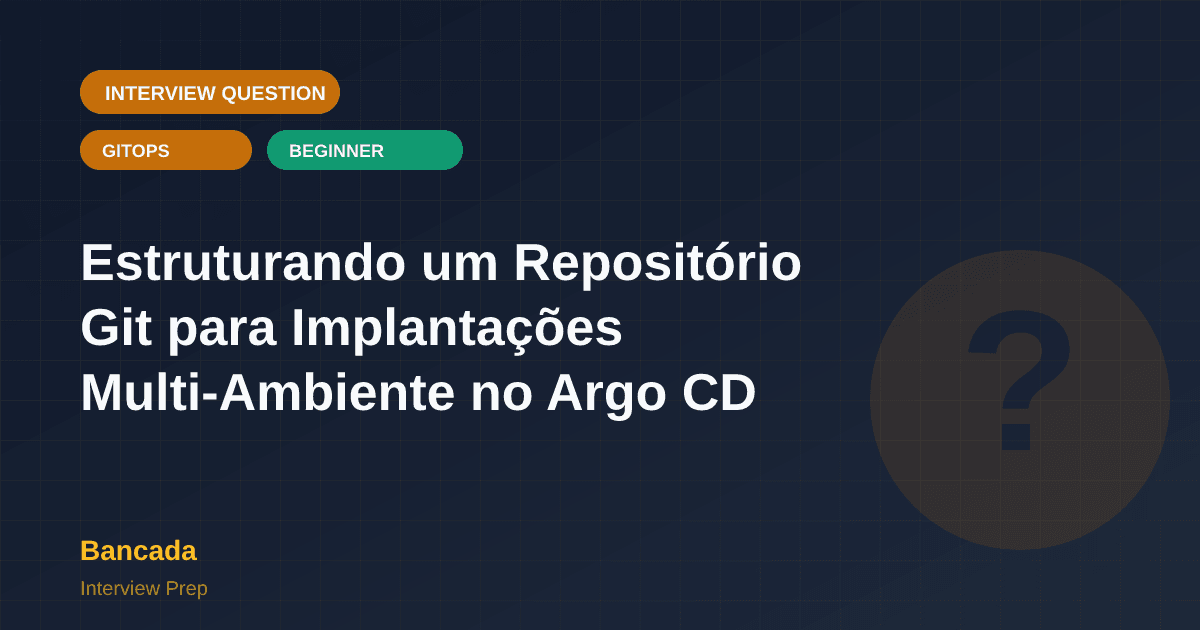 INTERVIEW QUESTION
GITOPS
BEGINNER
Estruturando um Repositório
Git para Implantações
Multi-Ambiente no Argo CD
?
Bancada
Interview Prep